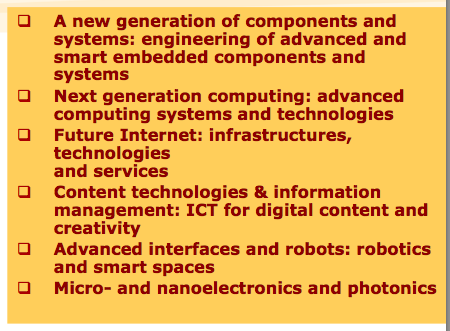 ❑ A new generation of components and
systems: engineering of advanced and
smart embedded components and
systems
❑ Next generation computing: advanced
computing systems and technologies
❑ Future Internet: infrastructures,
technologies
and services
❑ Content technologies & information
management: ICT for digital content and
creativity
❑ Advanced interfaces and robots: robotics
and smart spaces
❑ Micro- and nanoelectronics and photonics